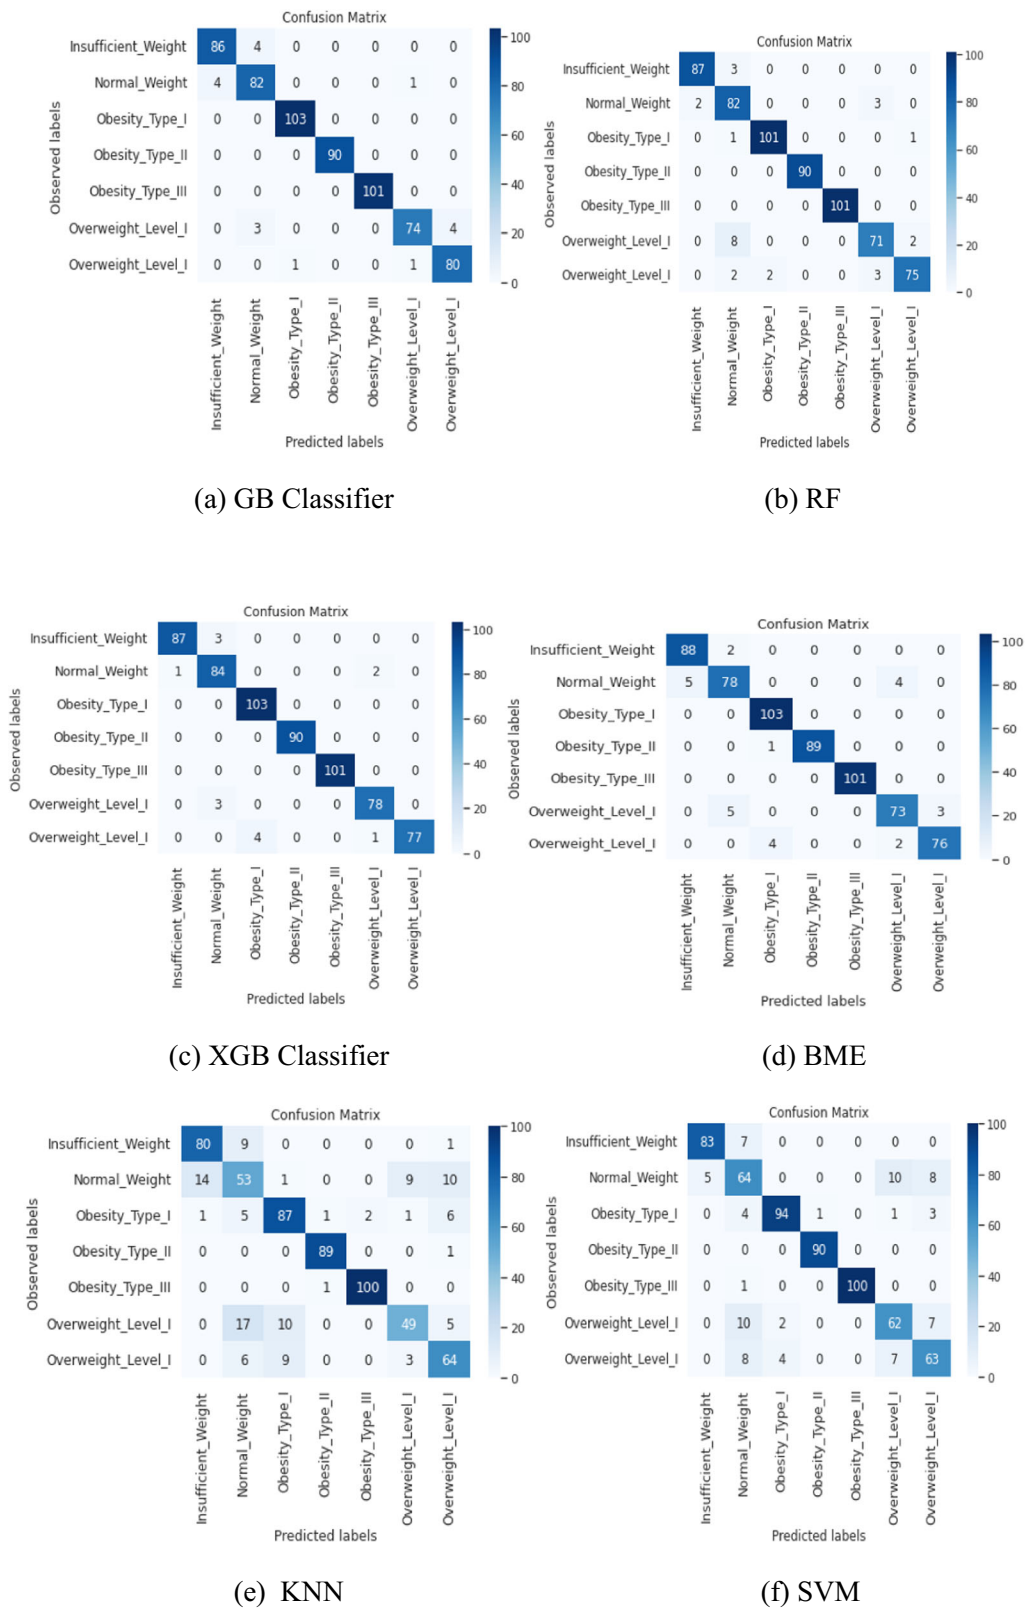 Confusion Matrix
Observed labels
Insufficient_Weight 86 4 0 0 0 0 0
Normal_Weight 4 82 0 0 0 1 0
Obesity_Type_I 0 0 103 0 0 0 0
Obesity_Type_II 0 0 0 90 0 0 0
Obesity_Type_III 0 0 0 0 101 0 0
Overweight_Level_I 0 3 0 0 0 74 4
Overweight_Level_I 0 0 1 0 0 1 80
100
80
60
40
20
0
Insufficient_Weight
Normal_Weight
Obesity_Type_I
Obesity_Type_II
Obesity_Type_III
Overweight_Level_I
Overweight_Level_I
Predicted labels
(a) GB Classifier
Confusion Matrix
Observed labels
Insufficient_Weight 87 3 0 0 0 0 0
Normal_Weight 2 82 0 0 0 3 0
Obesity_Type_I 0 1 101 0 0 0 1
Obesity_Type_II 0 0 0 90 0 0 0
Obesity_Type_III 0 0 0 0 101 0 0
Overweight_Level_I 0 8 0 0 0 71 2
Overweight_Level_I 0 2 2 0 0 3 75
100
80
60
40
20
0
Insufficient_Weight
Normal_Weight
Obesity_Type_I
Obesity_Type_II
Obesity_Type_III
Overweight_Level_I
Overweight_Level_I
Predicted labels
(b) RF
Confusion Matrix
Observed labels
Insufficient_Weight 87 3 0 0 0 0 0
Normal_Weight 1 84 0 0 0 2 0
Obesity_Type_I 0 0 103 0 0 0 0
Obesity_Type_II 0 0 0 90 0 0 0
Obesity_Type_III 0 0 0 0 101 0 0
Overweight_Level_I 0 3 0 0 0 78 0
Overweight_Level_I 0 0 4 0 0 1 77
100
80
60
40
20
0
Insufficient_Weight
Normal_Weight
Obesity_Type_I
Obesity_Type_II
Obesity_Type_III
Overweight_Level_I
Overweight_Level_I
Predicted labels
(c) XGB Classifier
Confusion Matrix
Observed labels
Insufficient_Weight 88 2 0 0 0 0 0
Normal_Weight 5 78 0 0 0 4 0
Obesity_Type_I 0 0 103 0 0 0 0
Obesity_Type_II 0 0 1 89 0 0 0
Obesity_Type_III 0 0 0 0 101 0 0
Overweight_Level_I 0 5 0 0 0 73 3
Overweight_Level_I 0 0 4 0 0 2 76
100
80
60
40
20
0
Insufficient_Weight
Normal_Weight
Obesity_Type_I
Obesity_Type_II
Obesity_Type_III
Overweight_Level_I
Overweight_Level_I
Predicted labels
(d) BME
Confusion Matrix
Observed labels
Insufficient_Weight 80 9 0 0 0 0 1
Normal_Weight 14 53 1 0 0 9 10
Obesity_Type_I 1 5 87 1 2 1 6
Obesity_Type_II 0 0 0 89 0 0 1
Obesity_Type_III 0 0 0 1 100 0 0
Overweight_Level_I 0 17 10 0 0 49 5
Overweight_Level_I 0 6 9 0 0 3 64
100
80
60
40
20
0
Insufficient_Weight
Normal_Weight
Obesity_Type_I
Obesity_Type_II
Obesity_Type_III
Overweight_Level_I
Overweight_Level_I
Predicted labels
(e) KNN
Confusion Matrix
Observed labels
Insufficient_Weight 83 7 0 0 0 0 0
Normal_Weight 5 64 0 0 0 10 8
Obesity_Type_I 0 4 94 1 0 1 3
Obesity_Type_II 0 0 0 90 0 0 0
Obesity_Type_III 0 1 0 0 100 0 0
Overweight_Level_I 0 10 2 0 0 62 7
Overweight_Level_I 0 8 4 0 0 7 63
100
80
60
40
20
0
Insufficient_Weight
Normal_Weight
Obesity_Type_I
Obesity_Type_II
Obesity_Type_III
Overweight_Level_I
Overweight_Level_I
Predicted labels
(f) SVM